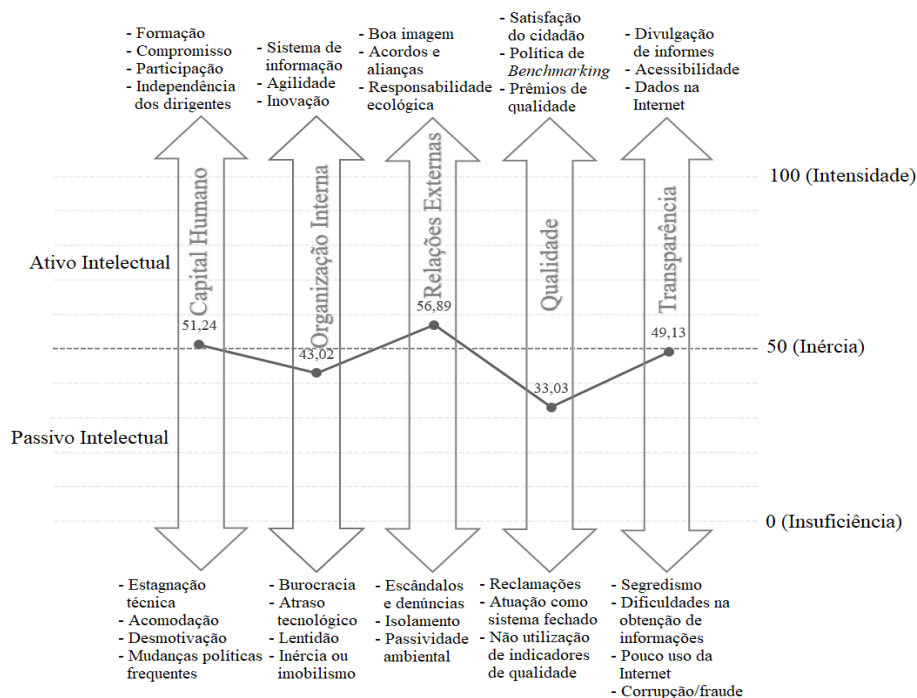 - Formação
- Compromisso
- Participação
- Independência
dos dirigentes
- Sistema de
informação
- Agilidade
- Inovação
- Boa imagem
- Acordos e
alianças
- Responsabilidade
ecológica
- Satisfação
do cidadão
- Política de
Benchmarking
- Prêmios de
qualidade
- Divulgação
de informes
- Acessibilidade
- Dados na
Internet
Capital Humano
Organização Interna
Relações Externas
Qualidade
Transparência
100 (Intensidade)
Ativo Intelectual
51,24
43,02
56,89
33,03
49,13
50 (Inércia)
Passivo Intelectual
0 (Insuficiência)
- Estagnação
técnica
- Acomodação
- Desmotivação
- Mudanças políticas
frequentes
- Burocracia
- Atraso
tecnológico
- Lentidão
- Inércia ou
imobilismo
- Escândalos
e denúncias
- Isolamento
- Passividade
ambiental
- Reclamações
- Atuação como
sistema fechado
- Não utilização
de indicadores
de qualidade
- Segredismo
- Dificuldades na
obtenção de
informações
- Pouco uso da
Internet
- Corrupção/fraude